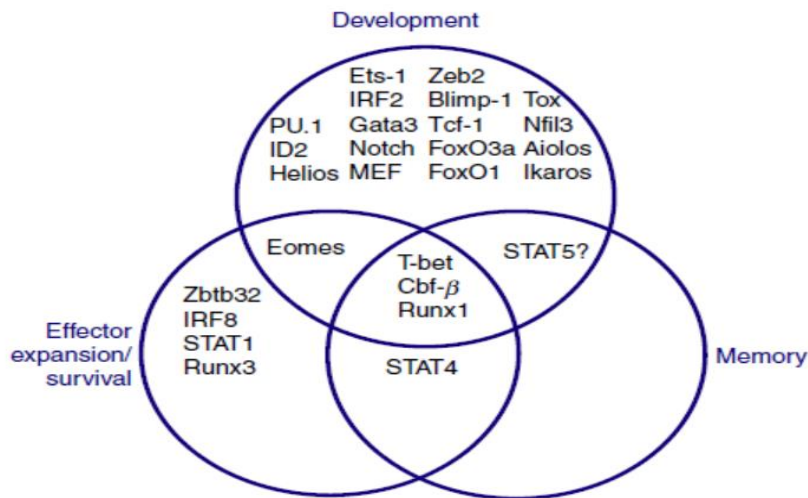 Development
Ets-1 Zeb2
IRF2 Blimp-1 Tox
PU.1 Gata3 Tcf-1 Nfil3
ID2 Notch FoxO3a Aiolos
Helios MEF FoxO1 Ikaros
Eomes
T-bet
Cbf-β
Runx1
STAT5?
Zbtb32
IRF8
STAT1
Runx3
Effector
expansion/
survival
STAT4
Memory